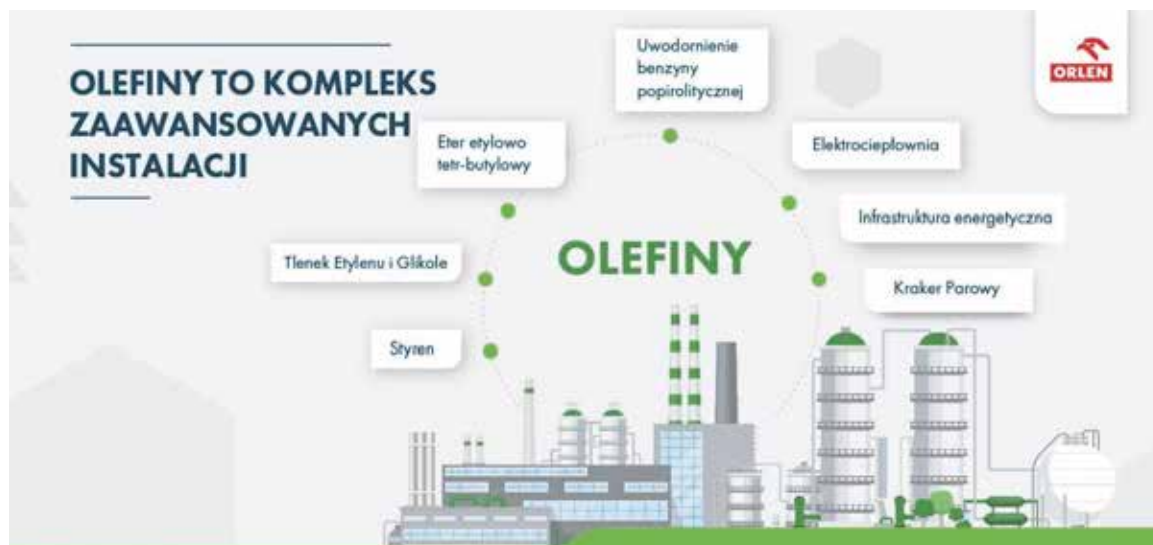 OLEFINY TO KOMPLEKS
ZAAWANSOWANYCH
INSTALACJI
Uwodornienie
benzyny
popirolitycznej
ORLEN
Eter etylowo
tetr-butylowy
Elektrociepłownia
Infrastruktura energetyczna
Tlenek Etylenu i Glikole
OLEFINY
Kraker Parowy
Styren